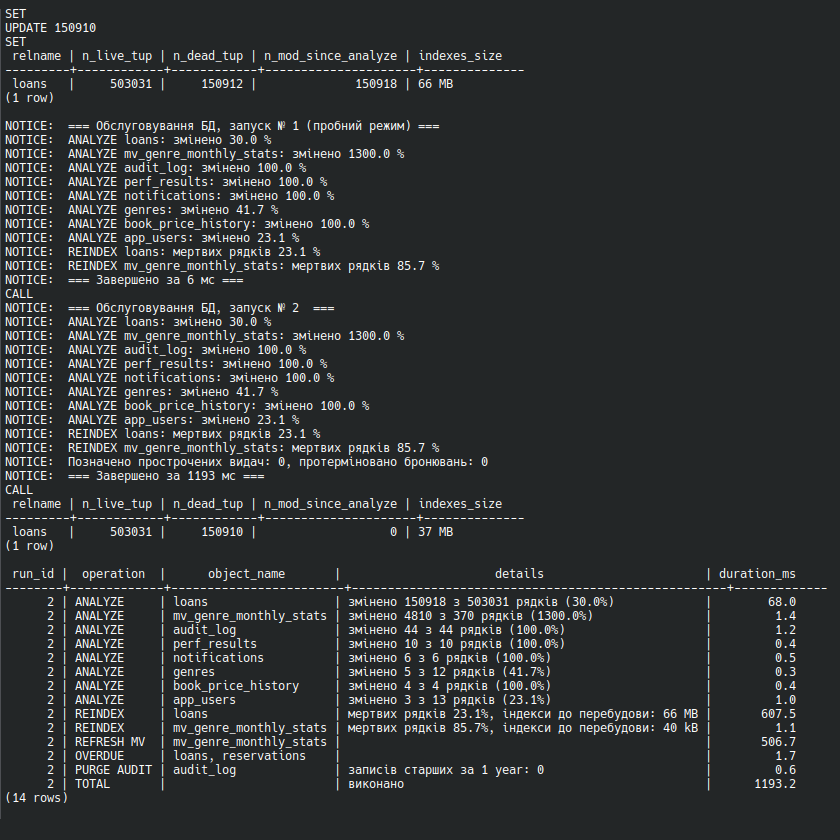 SET
UPDATE 150910
SET
 relname | n_live_tup | n_dead_tup | n_mod_since_analyze | indexes_size
---------+------------+------------+---------------------+--------------
 loans   |     503031 |     150912 |              150918 | 66 MB
(1 row)

NOTICE:  === Обслуговування БД, запуск № 1 (пробний режим) ===
NOTICE:  ANALYZE loans: змінено 30.0 %
NOTICE:  ANALYZE mv_genre_monthly_stats: змінено 1300.0 %
NOTICE:  ANALYZE audit_log: змінено 100.0 %
NOTICE:  ANALYZE perf_results: змінено 100.0 %
NOTICE:  ANALYZE notifications: змінено 100.0 %
NOTICE:  ANALYZE genres: змінено 41.7 %
NOTICE:  ANALYZE book_price_history: змінено 100.0 %
NOTICE:  ANALYZE app_users: змінено 23.1 %
NOTICE:  REINDEX loans: мертвих рядків 23.1 %
NOTICE:  REINDEX mv_genre_monthly_stats: мертвих рядків 85.7 %
NOTICE:  === Завершено за 6 мс ===
CALL
NOTICE:  === Обслуговування БД, запуск № 2  ===
NOTICE:  ANALYZE loans: змінено 30.0 %
NOTICE:  ANALYZE mv_genre_monthly_stats: змінено 1300.0 %
NOTICE:  ANALYZE audit_log: змінено 100.0 %
NOTICE:  ANALYZE perf_results: змінено 100.0 %
NOTICE:  ANALYZE notifications: змінено 100.0 %
NOTICE:  ANALYZE genres: змінено 41.7 %
NOTICE:  ANALYZE book_price_history: змінено 100.0 %
NOTICE:  ANALYZE app_users: змінено 23.1 %
NOTICE:  REINDEX loans: мертвих рядків 23.1 %
NOTICE:  REINDEX mv_genre_monthly_stats: мертвих рядків 85.7 %
NOTICE:  Позначено прострочених видач: 0, протерміновано бронювань: 0
NOTICE:  === Завершено за 1193 мс ===
CALL
 relname | n_live_tup | n_dead_tup | n_mod_since_analyze | indexes_size
---------+------------+------------+---------------------+--------------
 loans   |     503031 |     150910 |                   0 | 37 MB
(1 row)

 run_id |  operation  |      object_name       |                      details                      | duration_ms
--------+-------------+------------------------+---------------------------------------------------+-------------
      2 | ANALYZE     | loans                  | змінено 150918 з 503031 рядків (30.0%)            |        68.0
      2 | ANALYZE     | mv_genre_monthly_stats | змінено 4810 з 370 рядків (1300.0%)               |         1.4
      2 | ANALYZE     | audit_log              | змінено 44 з 44 рядків (100.0%)                   |         1.2
      2 | ANALYZE     | perf_results           | змінено 10 з 10 рядків (100.0%)                   |         0.4
      2 | ANALYZE     | notifications          | змінено 6 з 6 рядків (100.0%)                     |         0.5
      2 | ANALYZE     | genres                 | змінено 5 з 12 рядків (41.7%)                     |         0.3
      2 | ANALYZE     | book_price_history     | змінено 4 з 4 рядків (100.0%)                     |         0.4
      2 | ANALYZE     | app_users              | змінено 3 з 13 рядків (23.1%)                     |         1.0
      2 | REINDEX     | loans                  | мертвих рядків 23.1%, індекси до перебудови: 66 MB |       607.5
      2 | REINDEX     | mv_genre_monthly_stats | мертвих рядків 85.7%, індекси до перебудови: 40 kB |         1.1
      2 | REFRESH MV  | mv_genre_monthly_stats |                                                   |       506.7
      2 | OVERDUE     | loans, reservations    |                                                   |         1.7
      2 | PURGE AUDIT | audit_log              | записів старших за 1 year: 0                      |         0.6
      2 | TOTAL       |                        | виконано                                          |      1193.2
(14 rows)